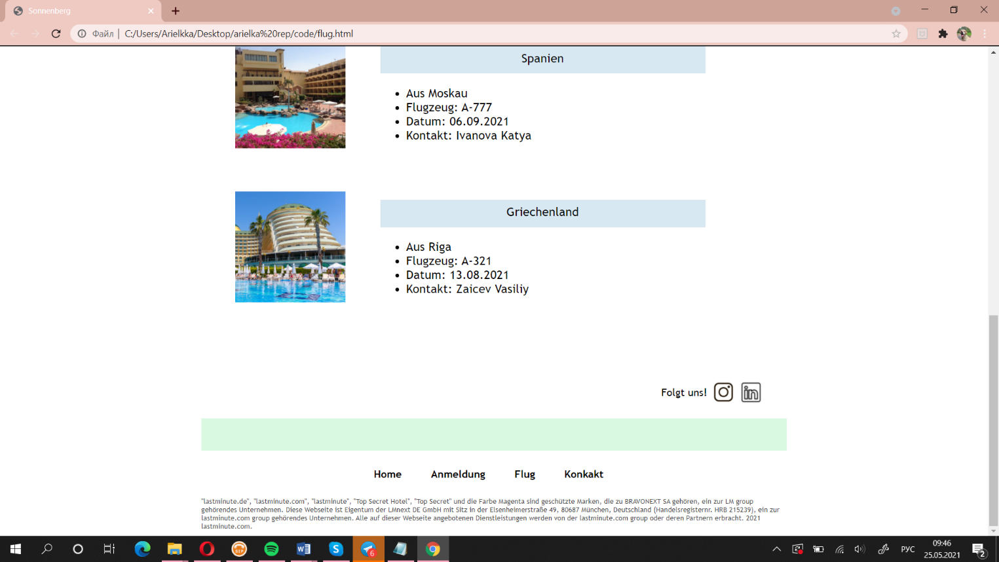 Sonnenberg
Файл | C:/Users/Arielkka/Desktop/arielka%20rep/code/flug.html
Spanien
• Aus Moskau
• Flugzeug: A-777
• Datum: 06.09.2021
• Kontakt: Ivanova Katya
Griechenland
• Aus Riga
• Flugzeug: A-321
• Datum: 13.08.2021
• Kontakt: Zaicev Vasiliy
Folgt uns!
in
Home Anmeldung Flug Konkakt
"lastminute.de", "lastminute.com", "lastminute", "Top Secret Hotel", "Top Secret" und die Farbe Magenta sind geschützte Marken, die zu BRAVONEXT SA gehören, ein zur LM group
gehörendes Unternehmen. Diese Webseite ist Eigentum der LMnext DE GmbH mit Sitz in der Elsenheimerstraße 49, 80687 München, Deutschland (Handelsregisternr. HRB 215239), ein zur
lastminute.com group gehörendes Unternehmen. Alle auf dieser Webseite angebotenen Dienstleistungen werden von der lastminute.com group oder deren Partnern erbracht. 2021
lastminute.com.
6
РУС
09:46
25.05.2021
2